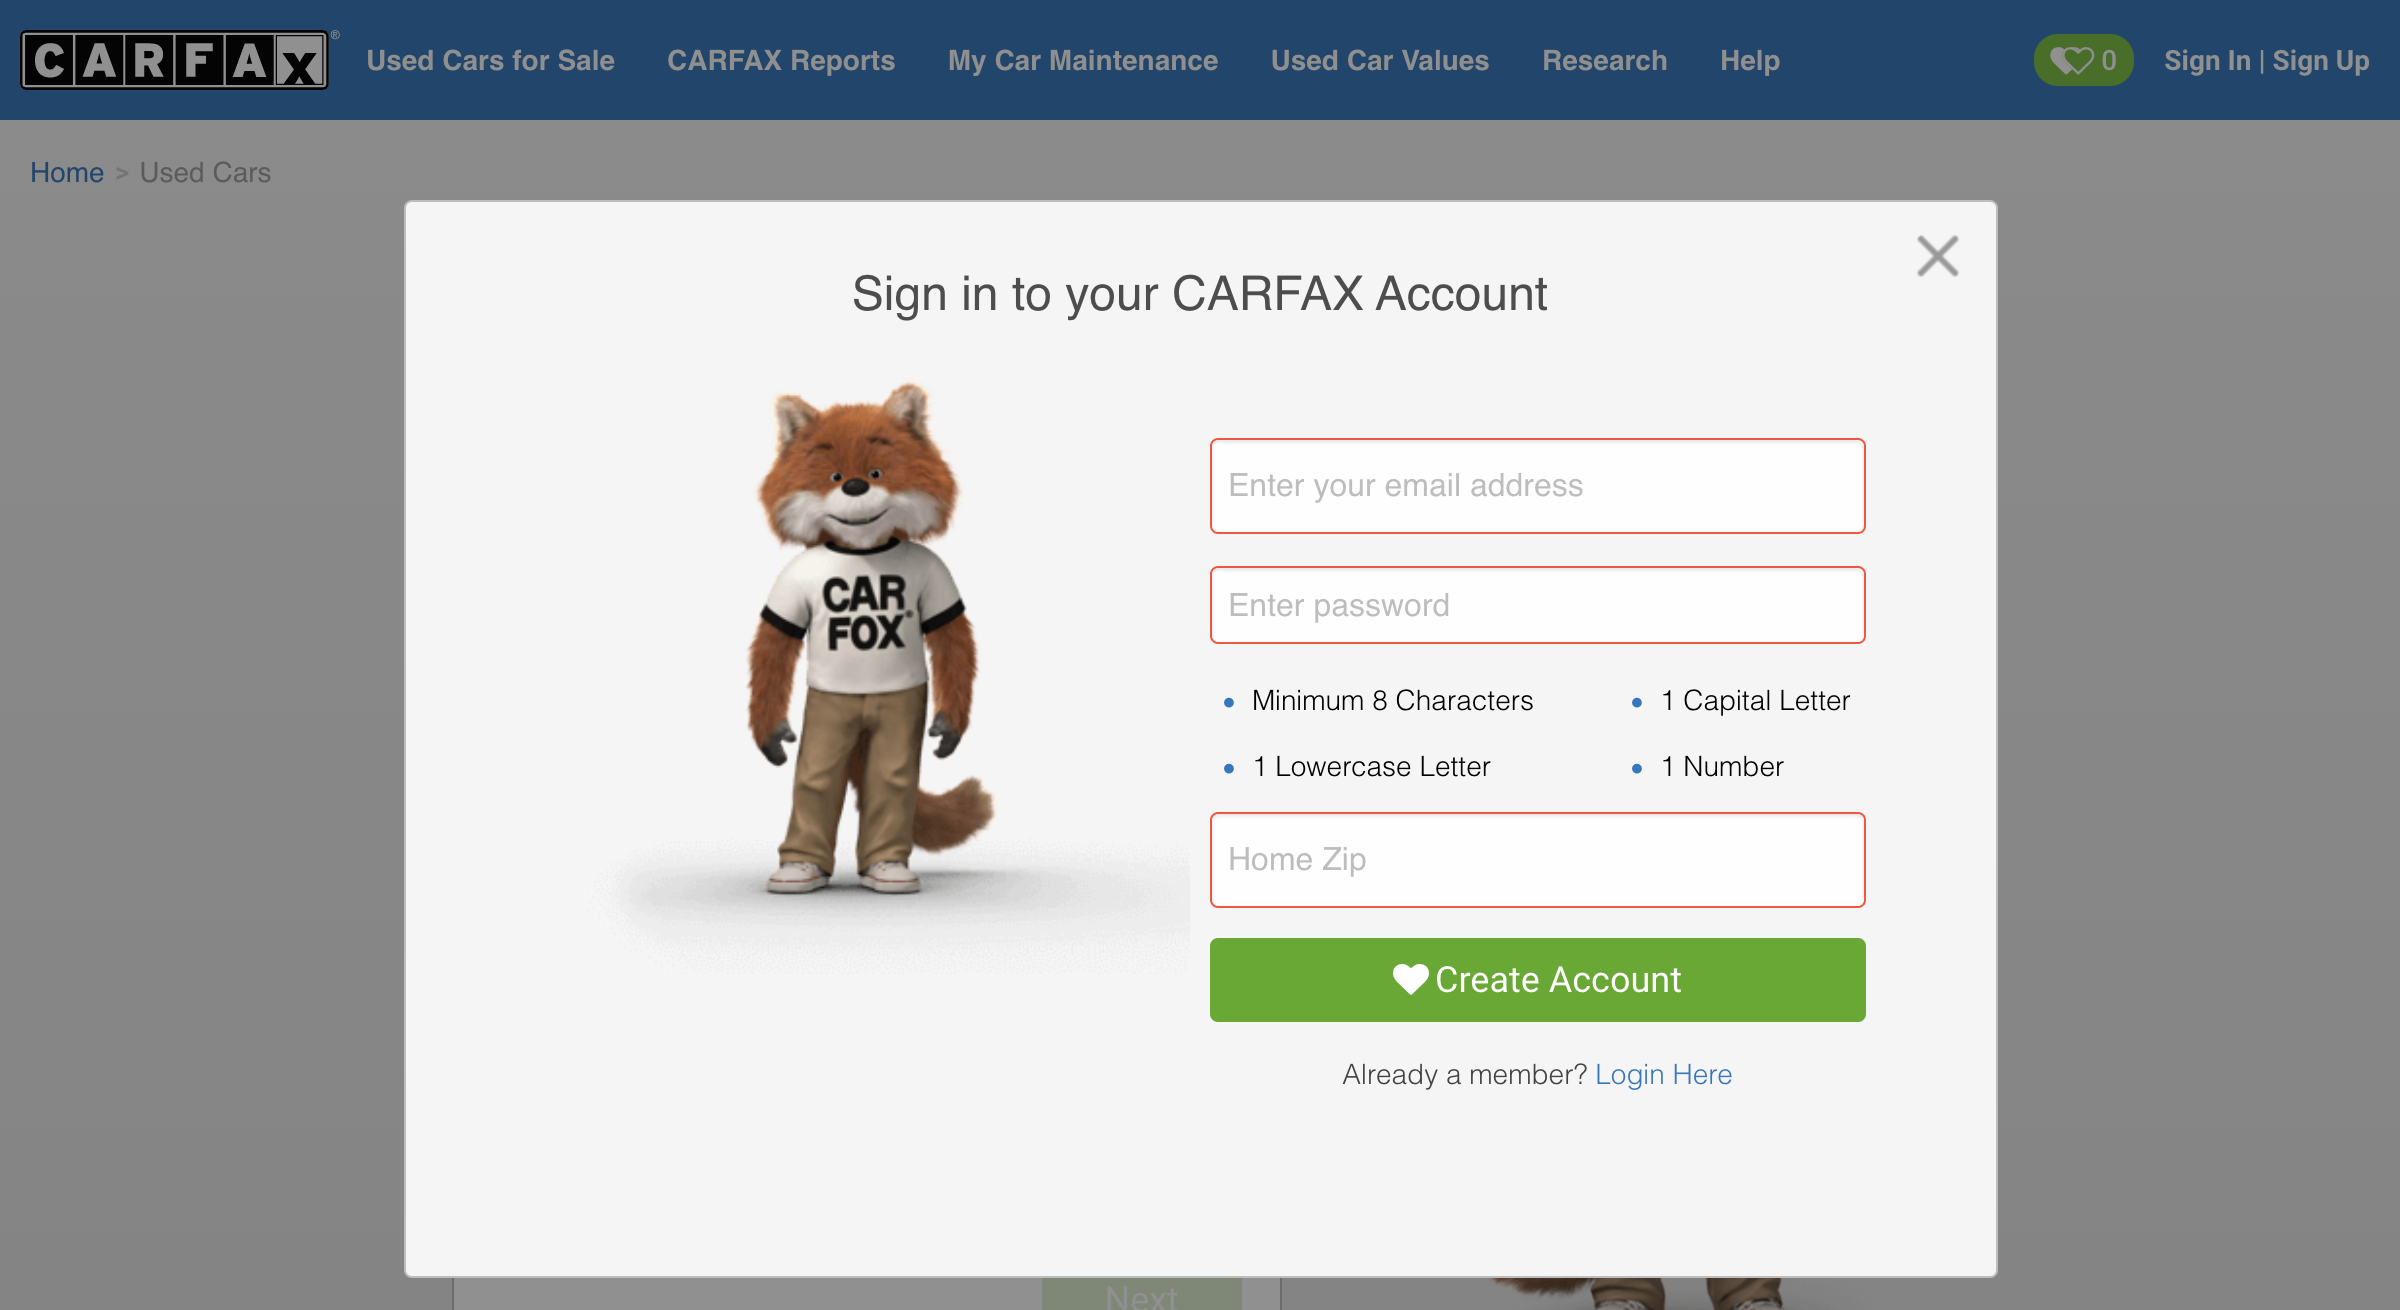 CARFAX® Used Cars for Sale CARFAX Reports My Car Maintenance Used Car Values Research Help 0 Sign In | Sign Up
Home > Used Cars
Sign in to your CARFAX Account
CAR
FOX®
Enter your email address
Enter password
• Minimum 8 Characters • 1 Capital Letter
• 1 Lowercase Letter • 1 Number
Home Zip
Create Account
Already a member? Login Here
Next